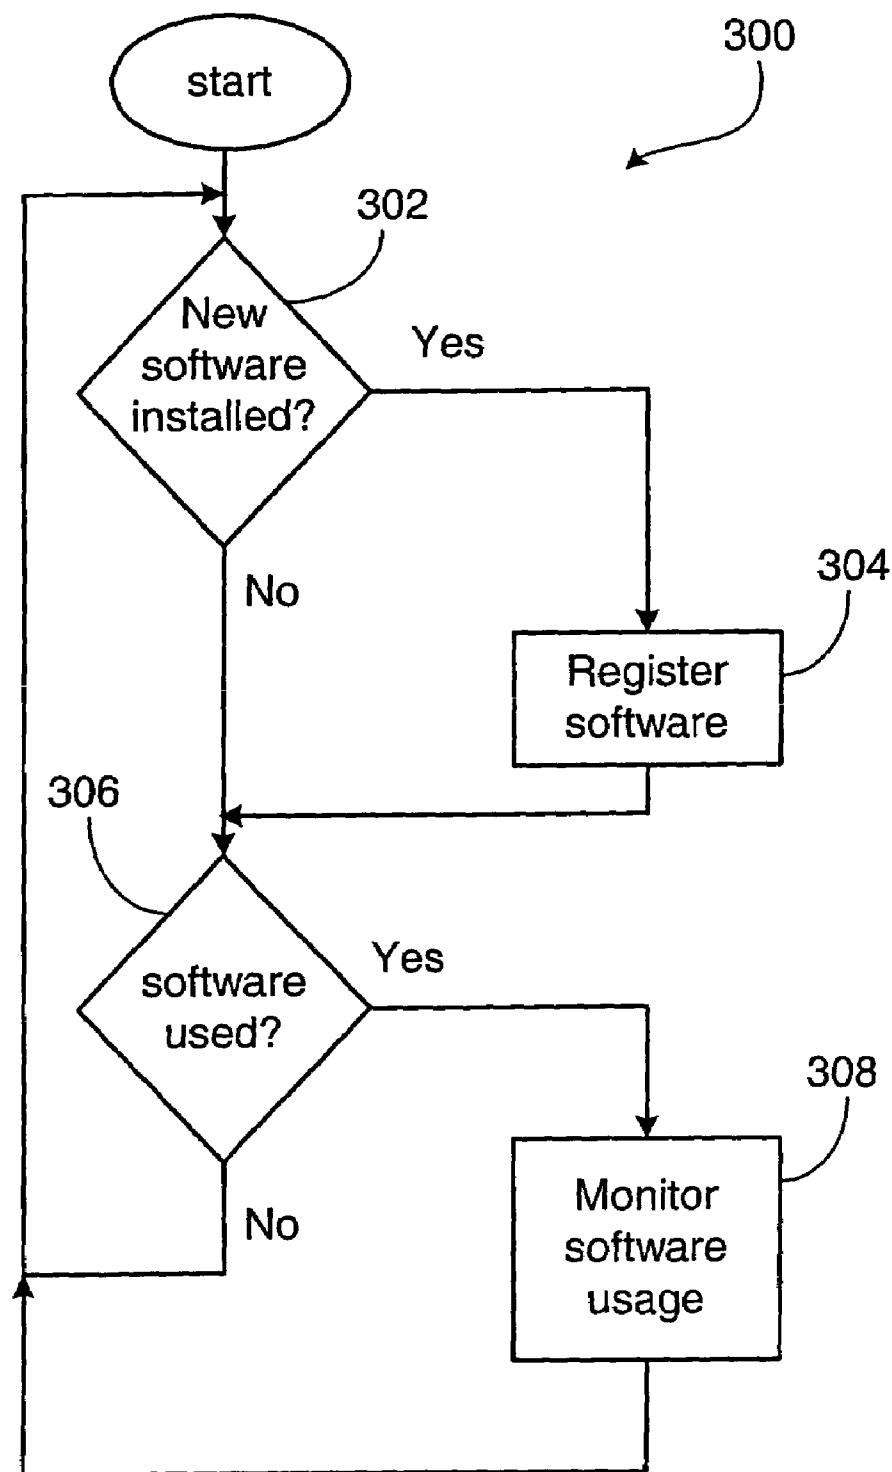 start
300
302
New
software
installed?
Yes
No
304
Register
software
306
software
used?
Yes
308
No
Monitor
software
usage